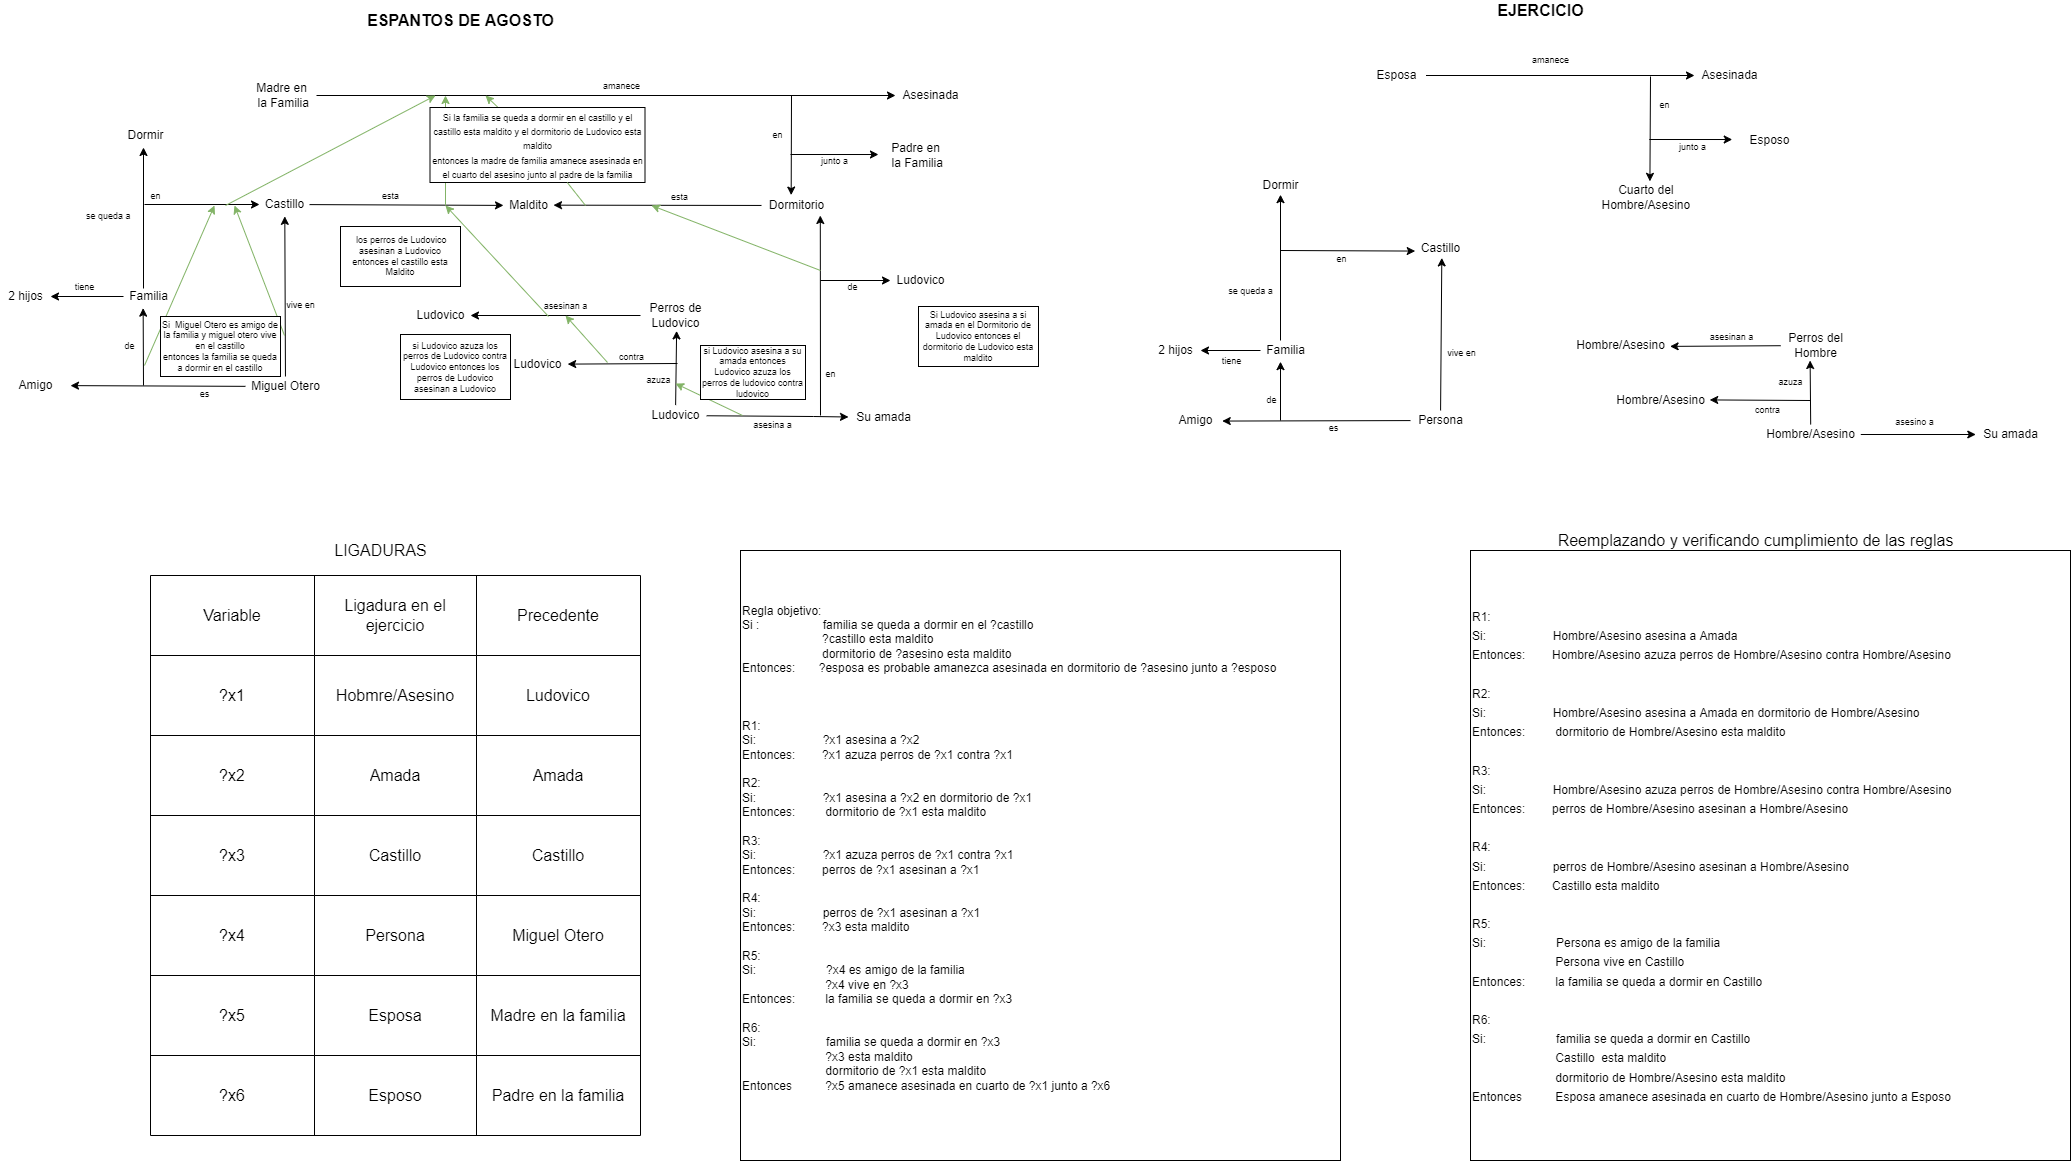 ESPANTOS DE AGOSTO
Madre en
la Familia
amanece
Asesinada
en
junto a
Padre en
la Familia
Si la familia se queda a dormir en el castillo y el
castillo esta maldito y el dormitorio de Ludovico esta
maldito
entonces la madre de familia amanece asesinada en
el cuarto del asesino junto al padre de la familia
Dormir
en
se queda a
Castillo
esta
Maldito
esta
Dormitorio
los perros de Ludovico
asesinan a Ludovico
entonces el castillo esta
Maldito
2 hijos
tiene
Familia
vive en
de
Ludovico
Si Miguel Otero es amigo de
la familia y miguel otero vive
en el castillo
entonces la familia se queda
a dormir en el castillo
de
Amigo
es
Miguel Otero
Ludovico
asesinan a
Perros de
Ludovico
si Ludovico azuza los
perros de Ludovico contra
Ludovico entonces los
perros de Ludovico
asesinan a Ludovico
Ludovico
contra
azuza
si Ludovico asesina a su
amada entonces
Ludovico azuza los
perros de ludovico contra
ludovico
en
Ludovico
asesina a
Su amada
Si Ludovico asesina a si
amada en el Dormitorio de
Ludovico entonces el
dormitorio de Ludovico esta
maldito
EJERCICIO
Esposa
amanece
Asesinada
en
junto a
Esposo
Cuarto del
Hombre/Asesino
Dormir
en
Castillo
se queda a
2 hijos
tiene
Familia
vive en
de
Amigo
es
Persona
Hombre/Asesino
asesinan a
Perros del
Hombre
azuza
Hombre/Asesino
contra
Hombre/Asesino
asesino a
Su amada
LIGADURAS
Variable
Ligadura en el
ejercicio
Precedente
?x1
Hobmre/Asesino
Ludovico
?x2
Amada
Amada
?x3
Castillo
Castillo
?x4
Persona
Miguel Otero
?x5
Esposa
Madre en la familia
?x6
Esposo
Padre en la familia
Regla objetivo:
Si : familia se queda a dormir en el ?castillo
?castillo esta maldito
dormitorio de ?asesino esta maldito
Entonces: ?esposa es probable amanezca asesinada en dormitorio de ?asesino junto a ?esposo
R1:
Si: ?x1 asesina a ?x2
Entonces: ?x1 azuza perros de ?x1 contra ?x1
R2:
Si: ?x1 asesina a ?x2 en dormitorio de ?x1
Entonces: dormitorio de ?x1 esta maldito
R3:
Si: ?x1 azuza perros de ?x1 contra ?x1
Entonces: perros de ?x1 asesinan a ?x1
R4:
Si: perros de ?x1 asesinan a ?x1
Entonces: ?x3 esta maldito
R5:
Si: ?x4 es amigo de la familia
?x4 vive en ?x3
Entonces: la familia se queda a dormir en ?x3
R6:
Si: familia se queda a dormir en ?x3
?x3 esta maldito
dormitorio de ?x1 esta maldito
Entonces ?x5 amanece asesinada en cuarto de ?x1 junto a ?x6
Reemplazando y verificando cumplimiento de las reglas
R1:
Si: Hombre/Asesino asesina a Amada
Entonces: Hombre/Asesino azuza perros de Hombre/Asesino contra Hombre/Asesino
R2:
Si: Hombre/Asesino asesina a Amada en dormitorio de Hombre/Asesino
Entonces: dormitorio de Hombre/Asesino esta maldito
R3:
Si: Hombre/Asesino azuza perros de Hombre/Asesino contra Hombre/Asesino
Entonces: perros de Hombre/Asesino asesinan a Hombre/Asesino
R4:
Si: perros de Hombre/Asesino asesinan a Hombre/Asesino
Entonces: Castillo esta maldito
R5:
Si: Persona es amigo de la familia
Persona vive en Castillo
Entonces: la familia se queda a dormir en Castillo
R6:
Si: familia se queda a dormir en Castillo
Castillo esta maldito
dormitorio de Hombre/Asesino esta maldito
Entonces Esposa amanece asesinada en cuarto de Hombre/Asesino junto a Esposo